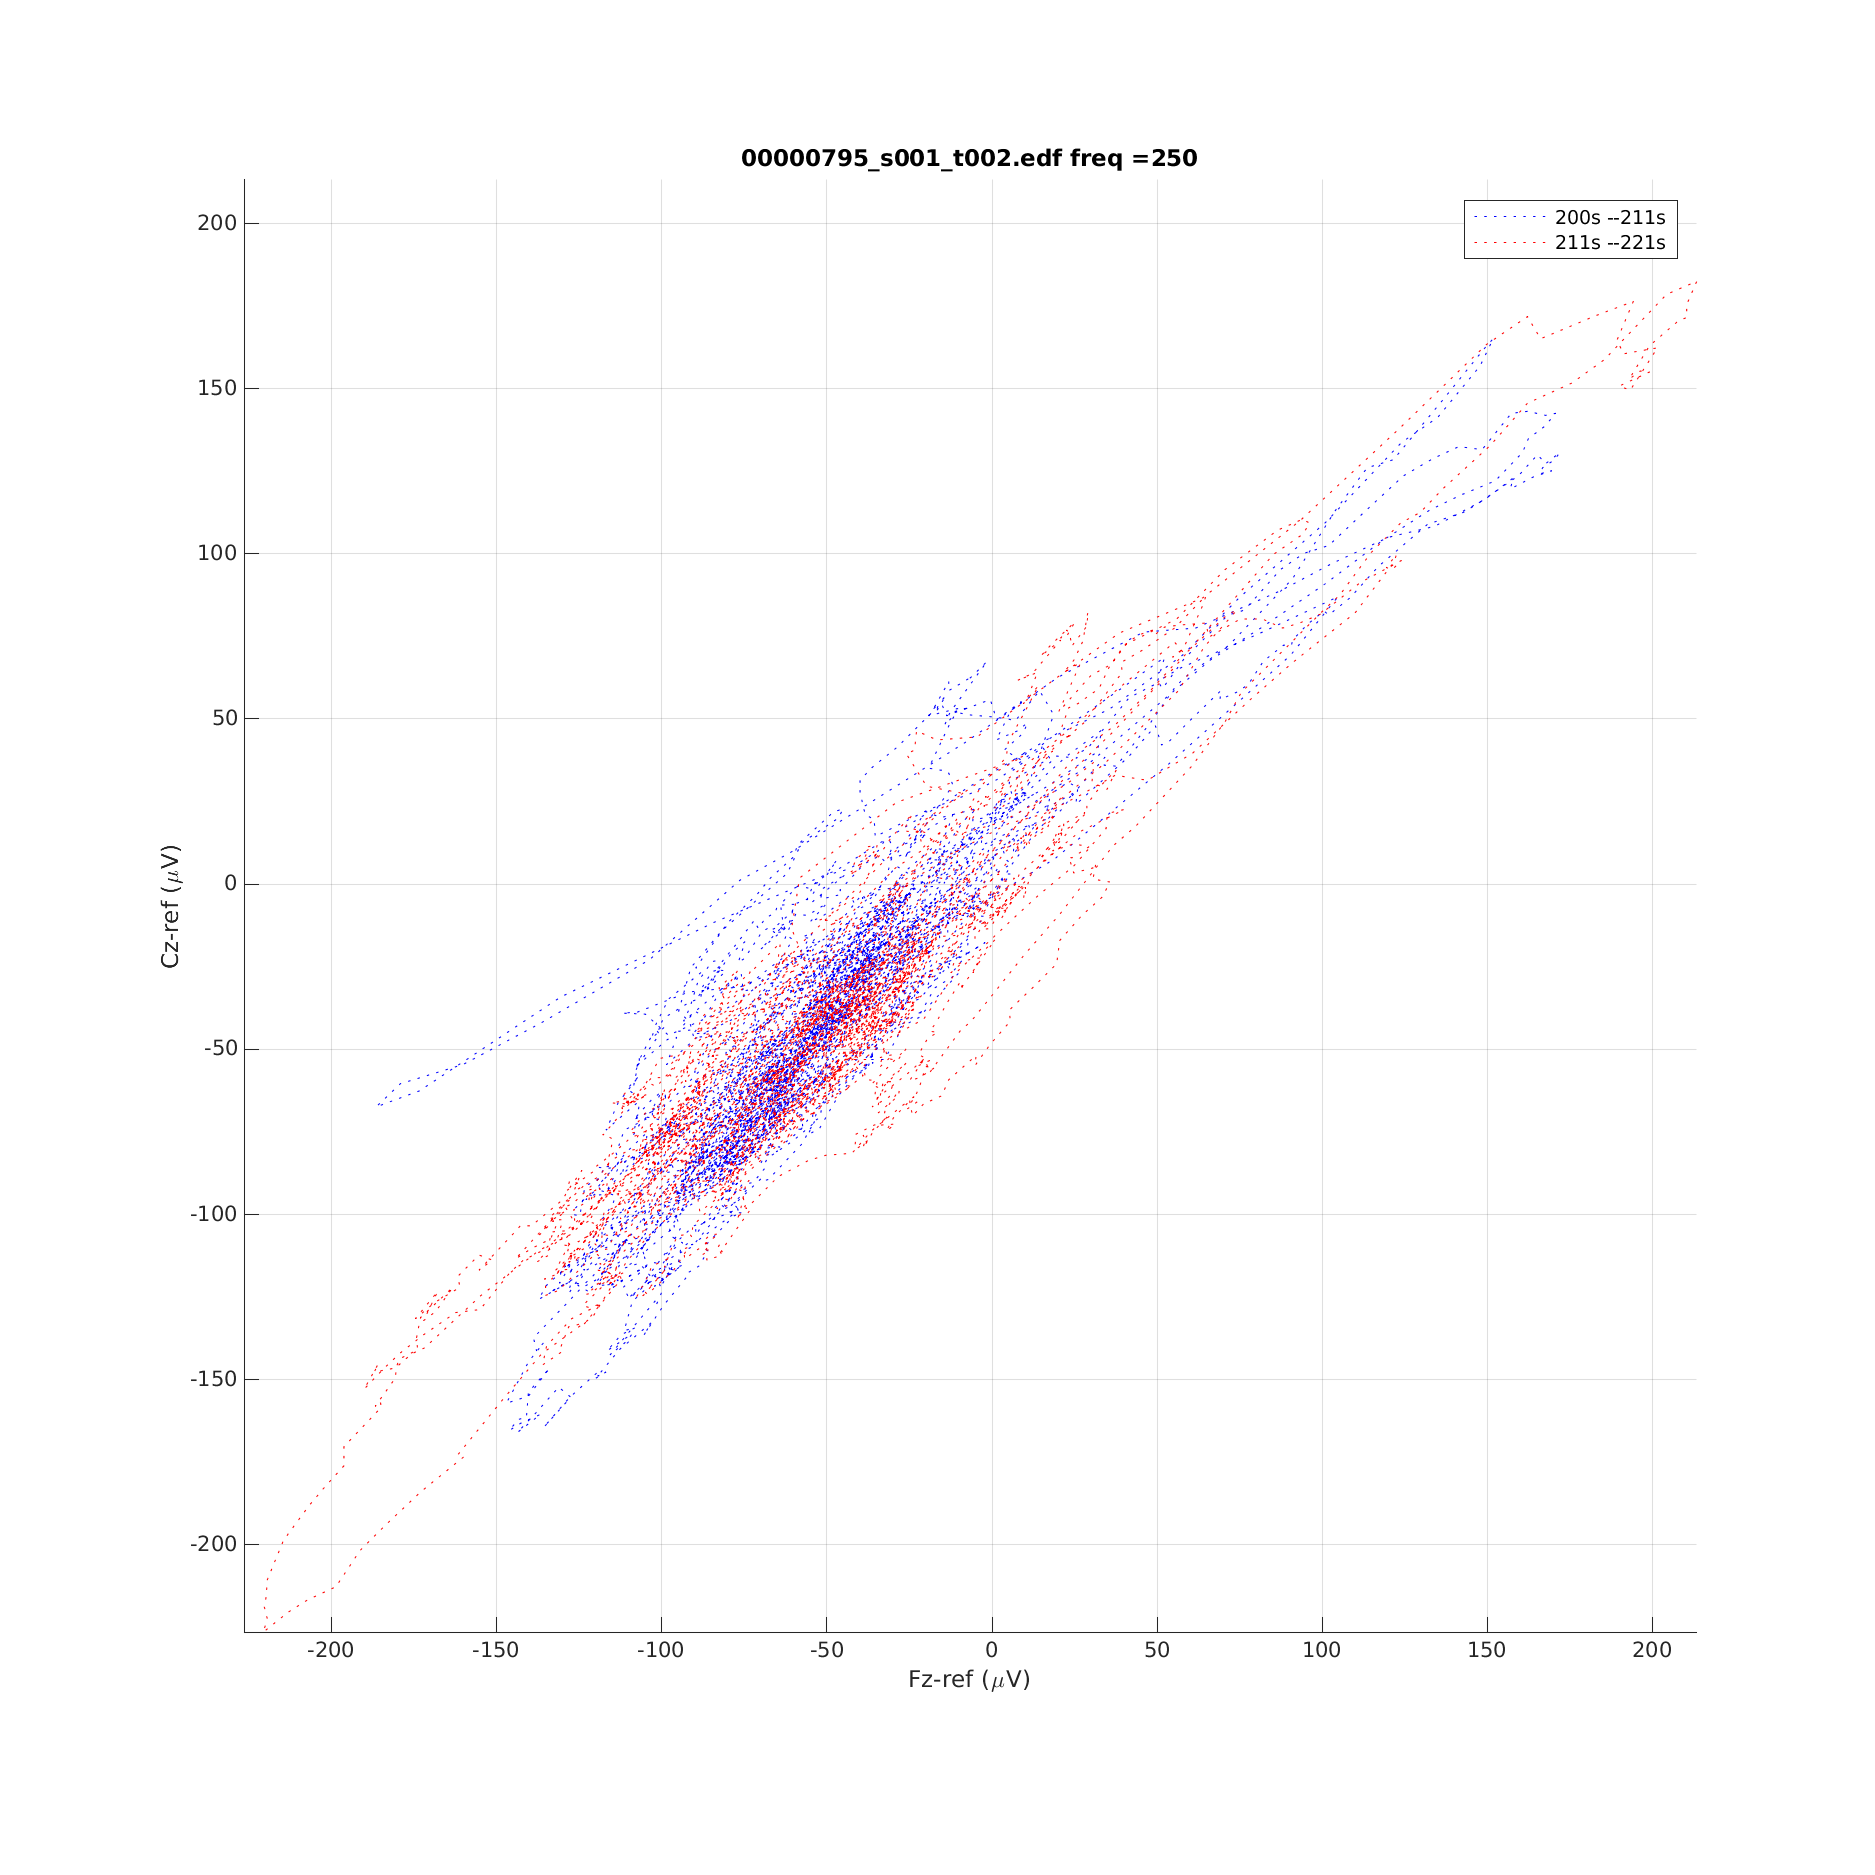 00000795_s001_t002.edf freq =250
200s --211s
211s --221s
200
150
100
50
0
-50
-100
-150
-200
Cz-ref (μV)
-200 -150 -100 -50 0 50 100 150 200
Fz-ref (μV)